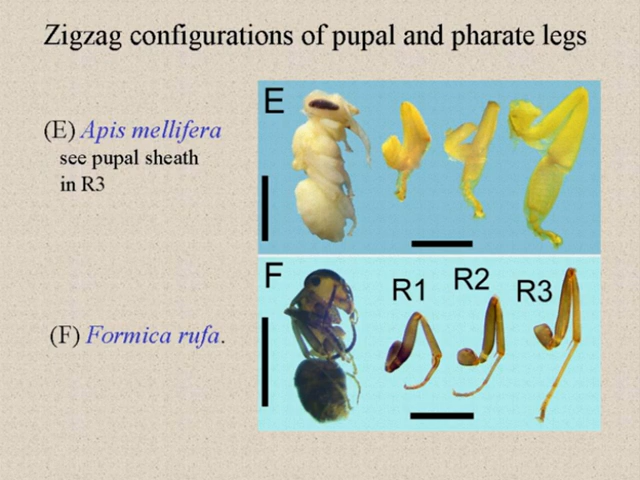 Zigzag configurations of pupal and pharate legs
(E) Apis mellifera
see pupal sheath
in R3
E
F
R1 R2 R3
(F) Formica rufa.